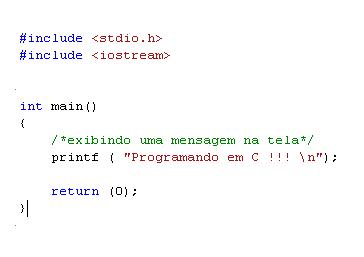 #include <stdio.h>
#include <iostream>
int main()
{
/*exibindo uma mensagem na tela*/
printf ( "Programando em C !!! \n");
return (0);
}